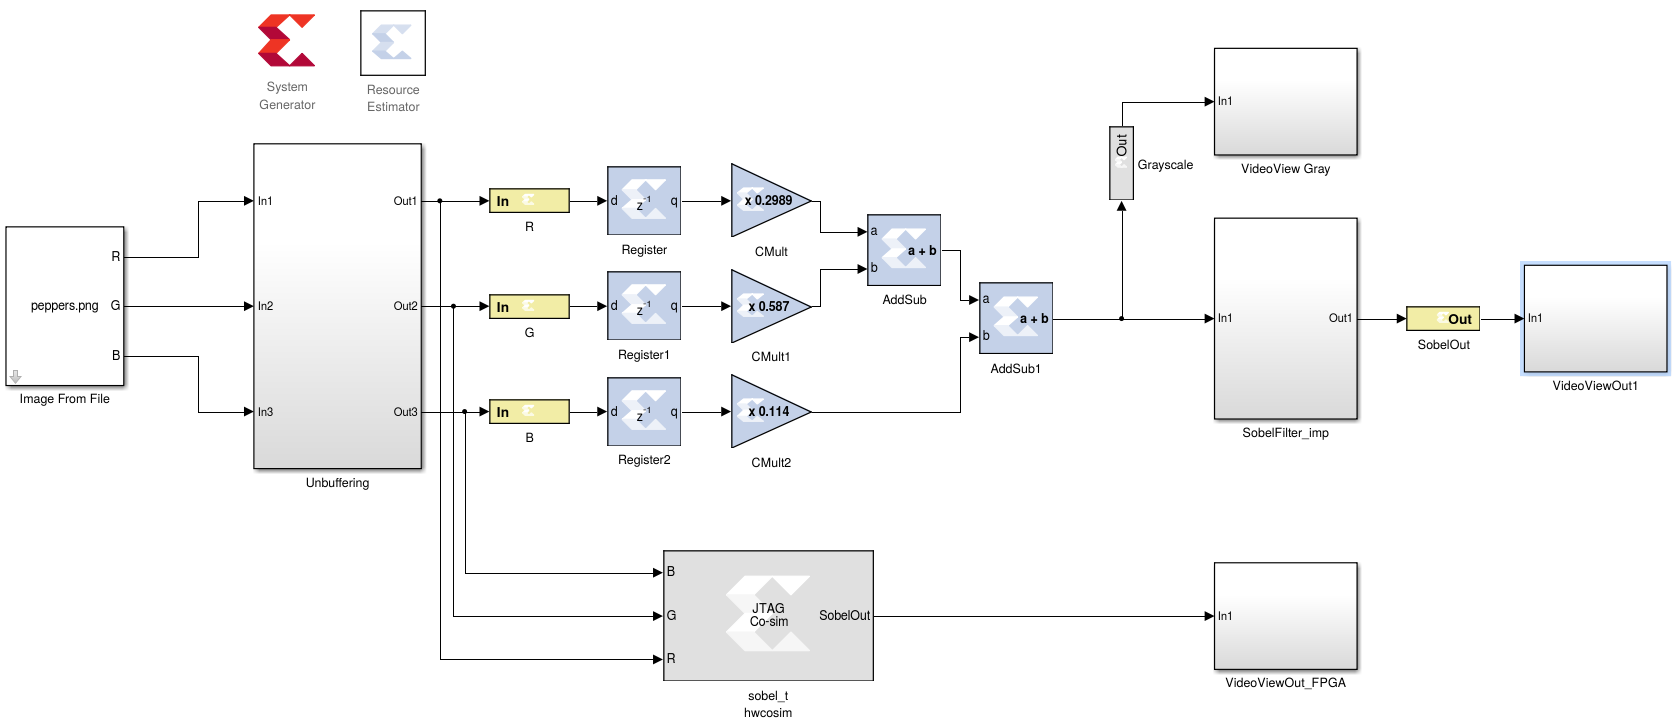 System
Generator
Resource
Estimator
peppers.png
R
G
B
Image From File
In1
In2
In3
Out1
Out2
Out3
Unbuffering
In
R
In
G
In
B
d
z-1
q
Register
d
z-1
q
Register1
d
z-1
q
Register2
x 0.2989
CMult
x 0.587
CMult1
x 0.114
CMult2
a
b
a + b
AddSub
a
b
a + b
AddSub1
Out
Grayscale
In1
VideoView Gray
In1
Out1
SobelFilter_imp
Out
SobelOut
In1
VideoViewOut1
B
G
R
JTAG
Co-sim
SobelOut
sobel_t
hwcosim
In1
VideoViewOut_FPGA